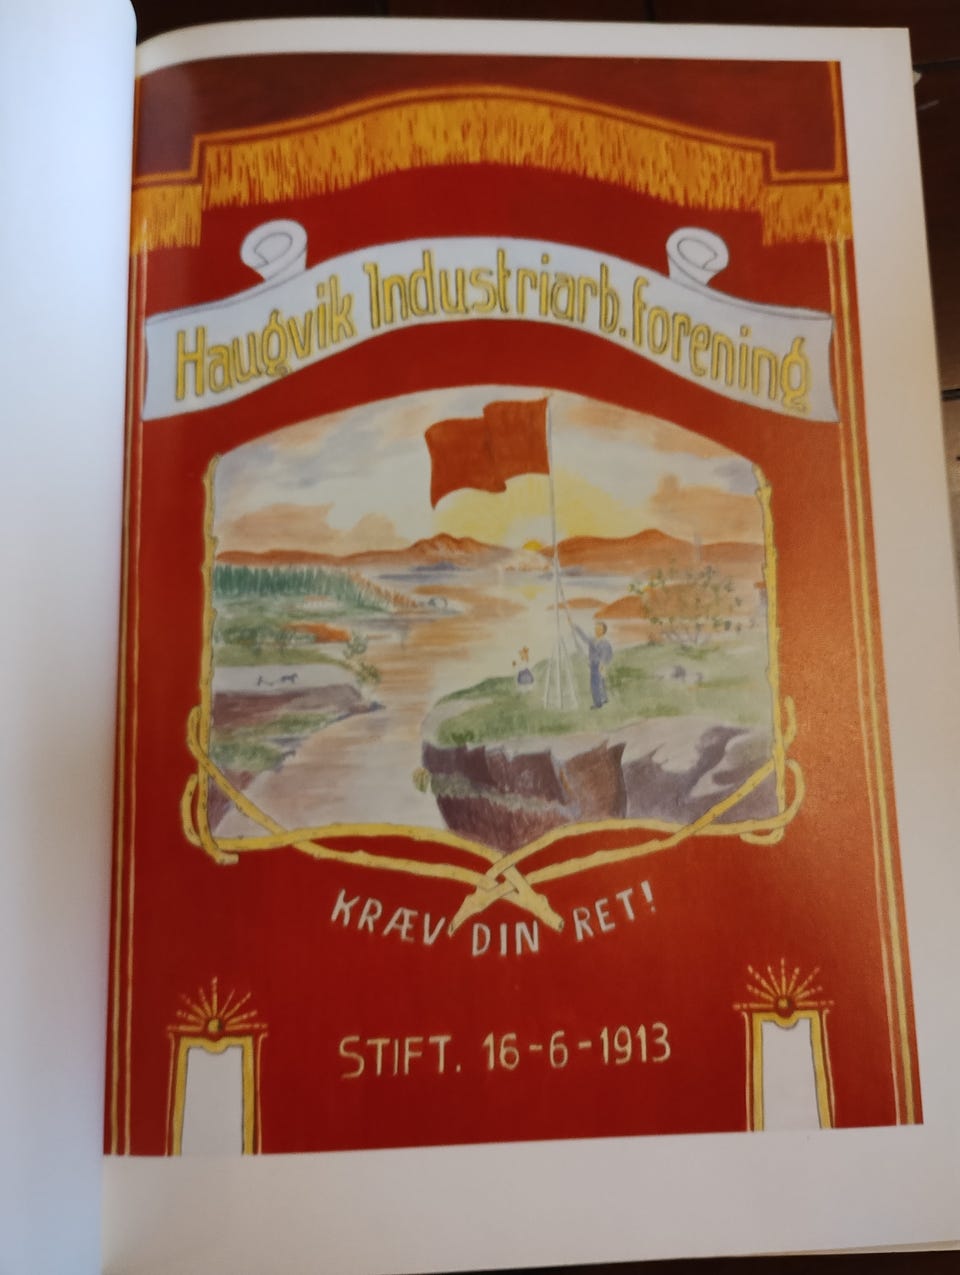 Haugvik Industriarb.forening
KRÆV DIN RET!
STIFT. 16-6-1913